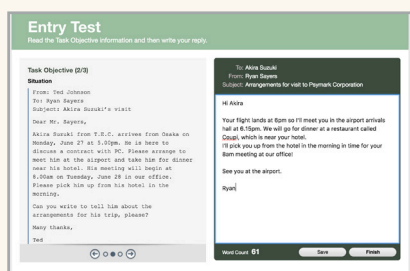 Entry Test
Read the Task Objective information and then write your reply.
Task Objective (2/3)
Situation
From: Ted Johnson
To: Ryan Sayers
Subject: Akira Suzuki's visit
Dear Mr. Sayers,
Akira Suzuki from T.E.C. arrives from Osaka on
Monday, June 27 at 5.00pm. He is here to
discuss a contract with PC. Please arrange to
meet him at the airport and take him for dinner
near his hotel. His meeting will begin at
8.00am on Tuesday, June 28 in our office.
Please pick him up from his hotel in the
morning.
Can you write to tell him about the
arrangements for his trip, please?
Many thanks,
Ted
To: Akira Suzuki
From: Ryan Sayers
Subject: Arrangements for visit to Paymark Corporation
Hi Akira
Your flight lands at 6pm so I'll meet you in the airport arrivals
hall at 6.15pm. We will go for dinner at a restaurant called
Coupl, which is near your hotel.
I'll pick you up from the hotel in the morning in time for your
8am meeting at our office!
See you at the airport.
Ryan
Word Count 61
Save
Finish